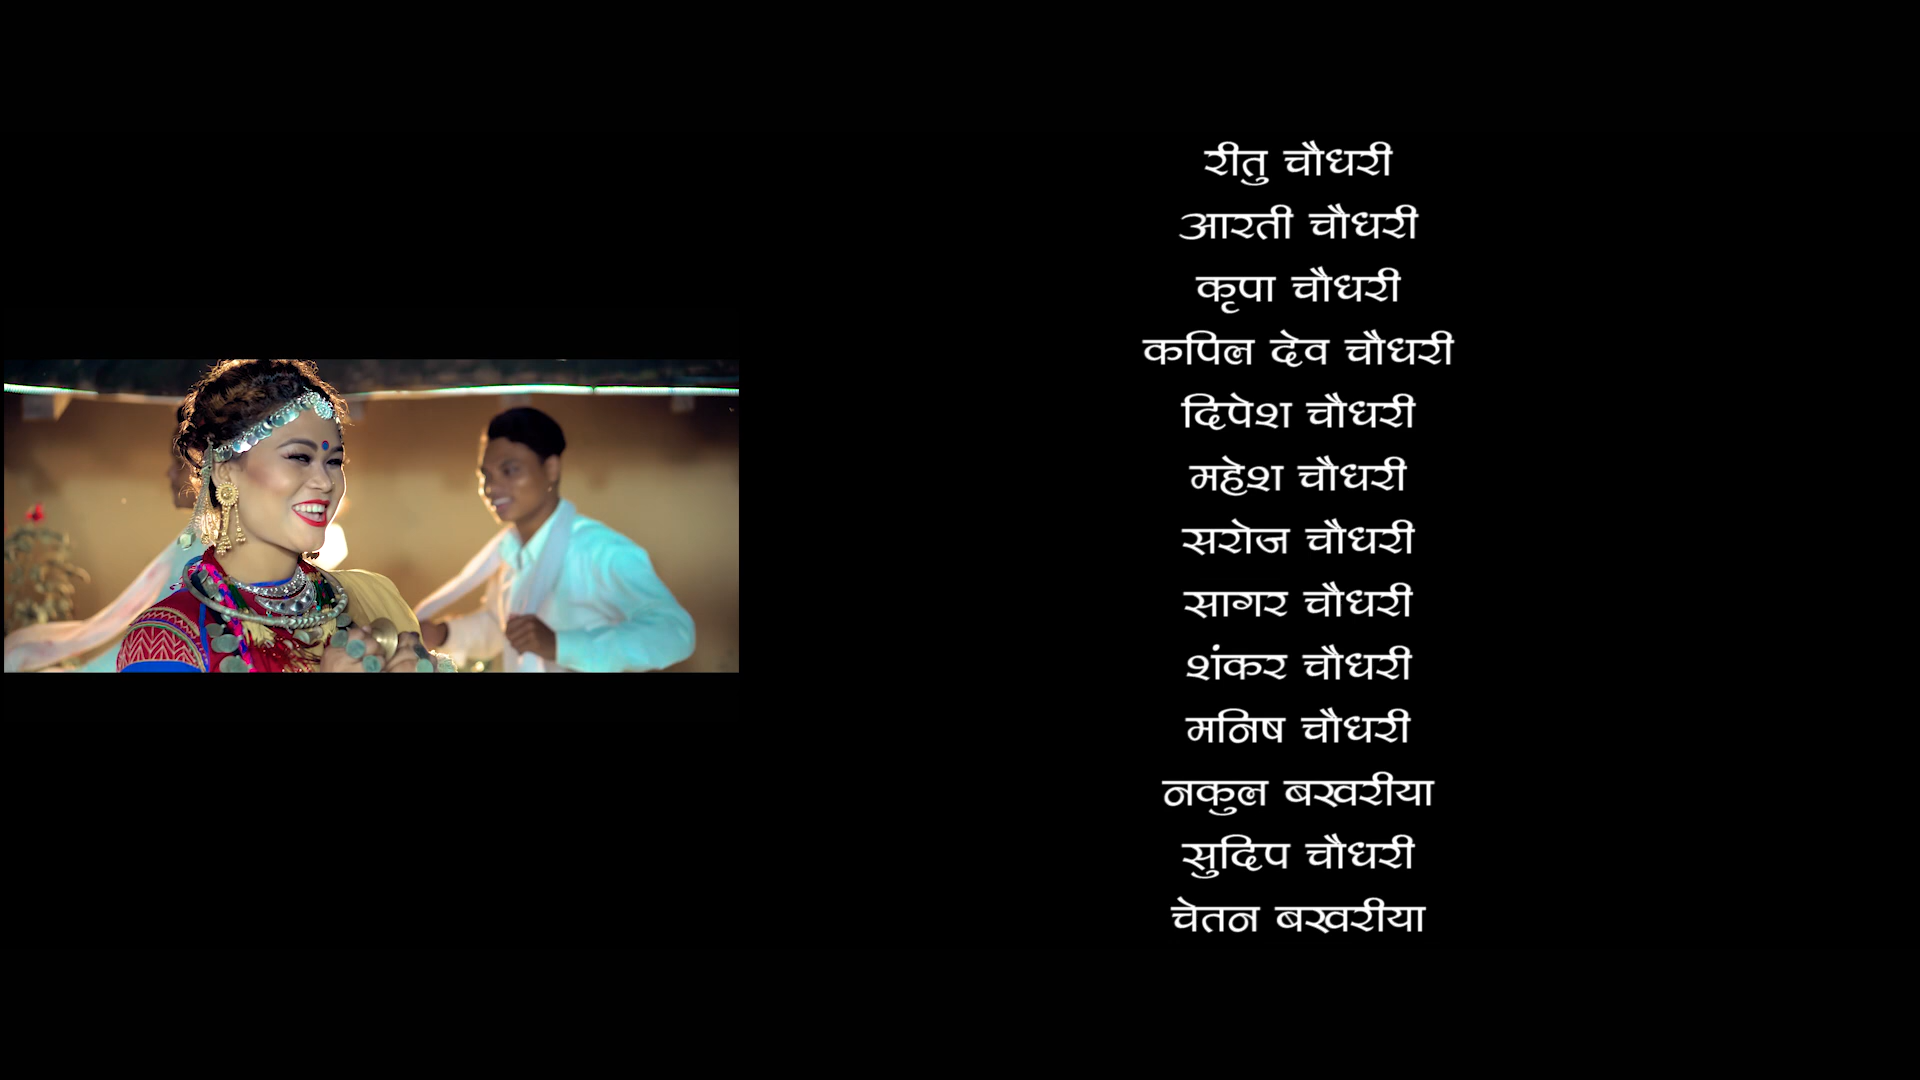 रीतु चौधरी
आरती चौधरी
कृपा चौधरी
कपिल देव चौधरी
दिपेश चौधरी
महेश चौधरी
सरोज चौधरी
सागर चौधरी
शंकर चौधरी
मनिष चौधरी
नकुल बखरीया
सुदिप चौधरी
चेतन बखरीया